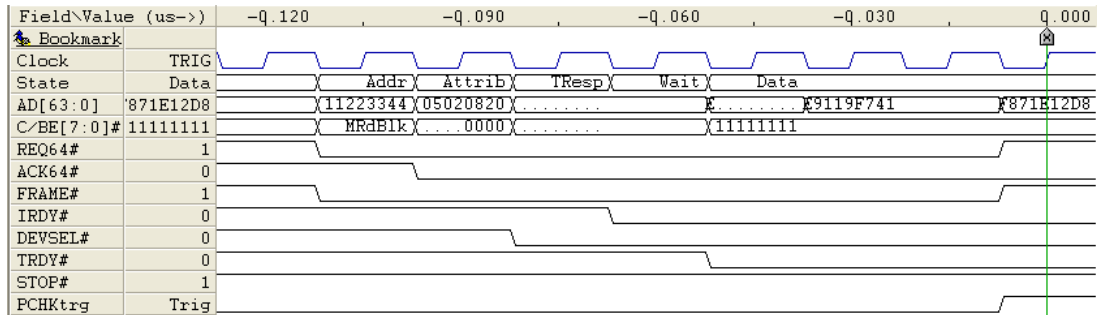 Field\Value (us->) -0.120 -0.090 -0.060 -0.030 0.000
Bookmark
Clock TRIG
State Data Addr Attrib TResp Wait Data
AD[63:0] '871E12D8 11223344 05020820 ........ E........ E9119F741 F871E12D8
C/BE[7:0]# 11111111 MRdBlk ....0000 ........ 11111111
REQ64# 1
ACK64# 0
FRAME# 1
IRDY# 0
DEVSEL# 0
TRDY# 0
STOP# 1
PCHKtrg Trig